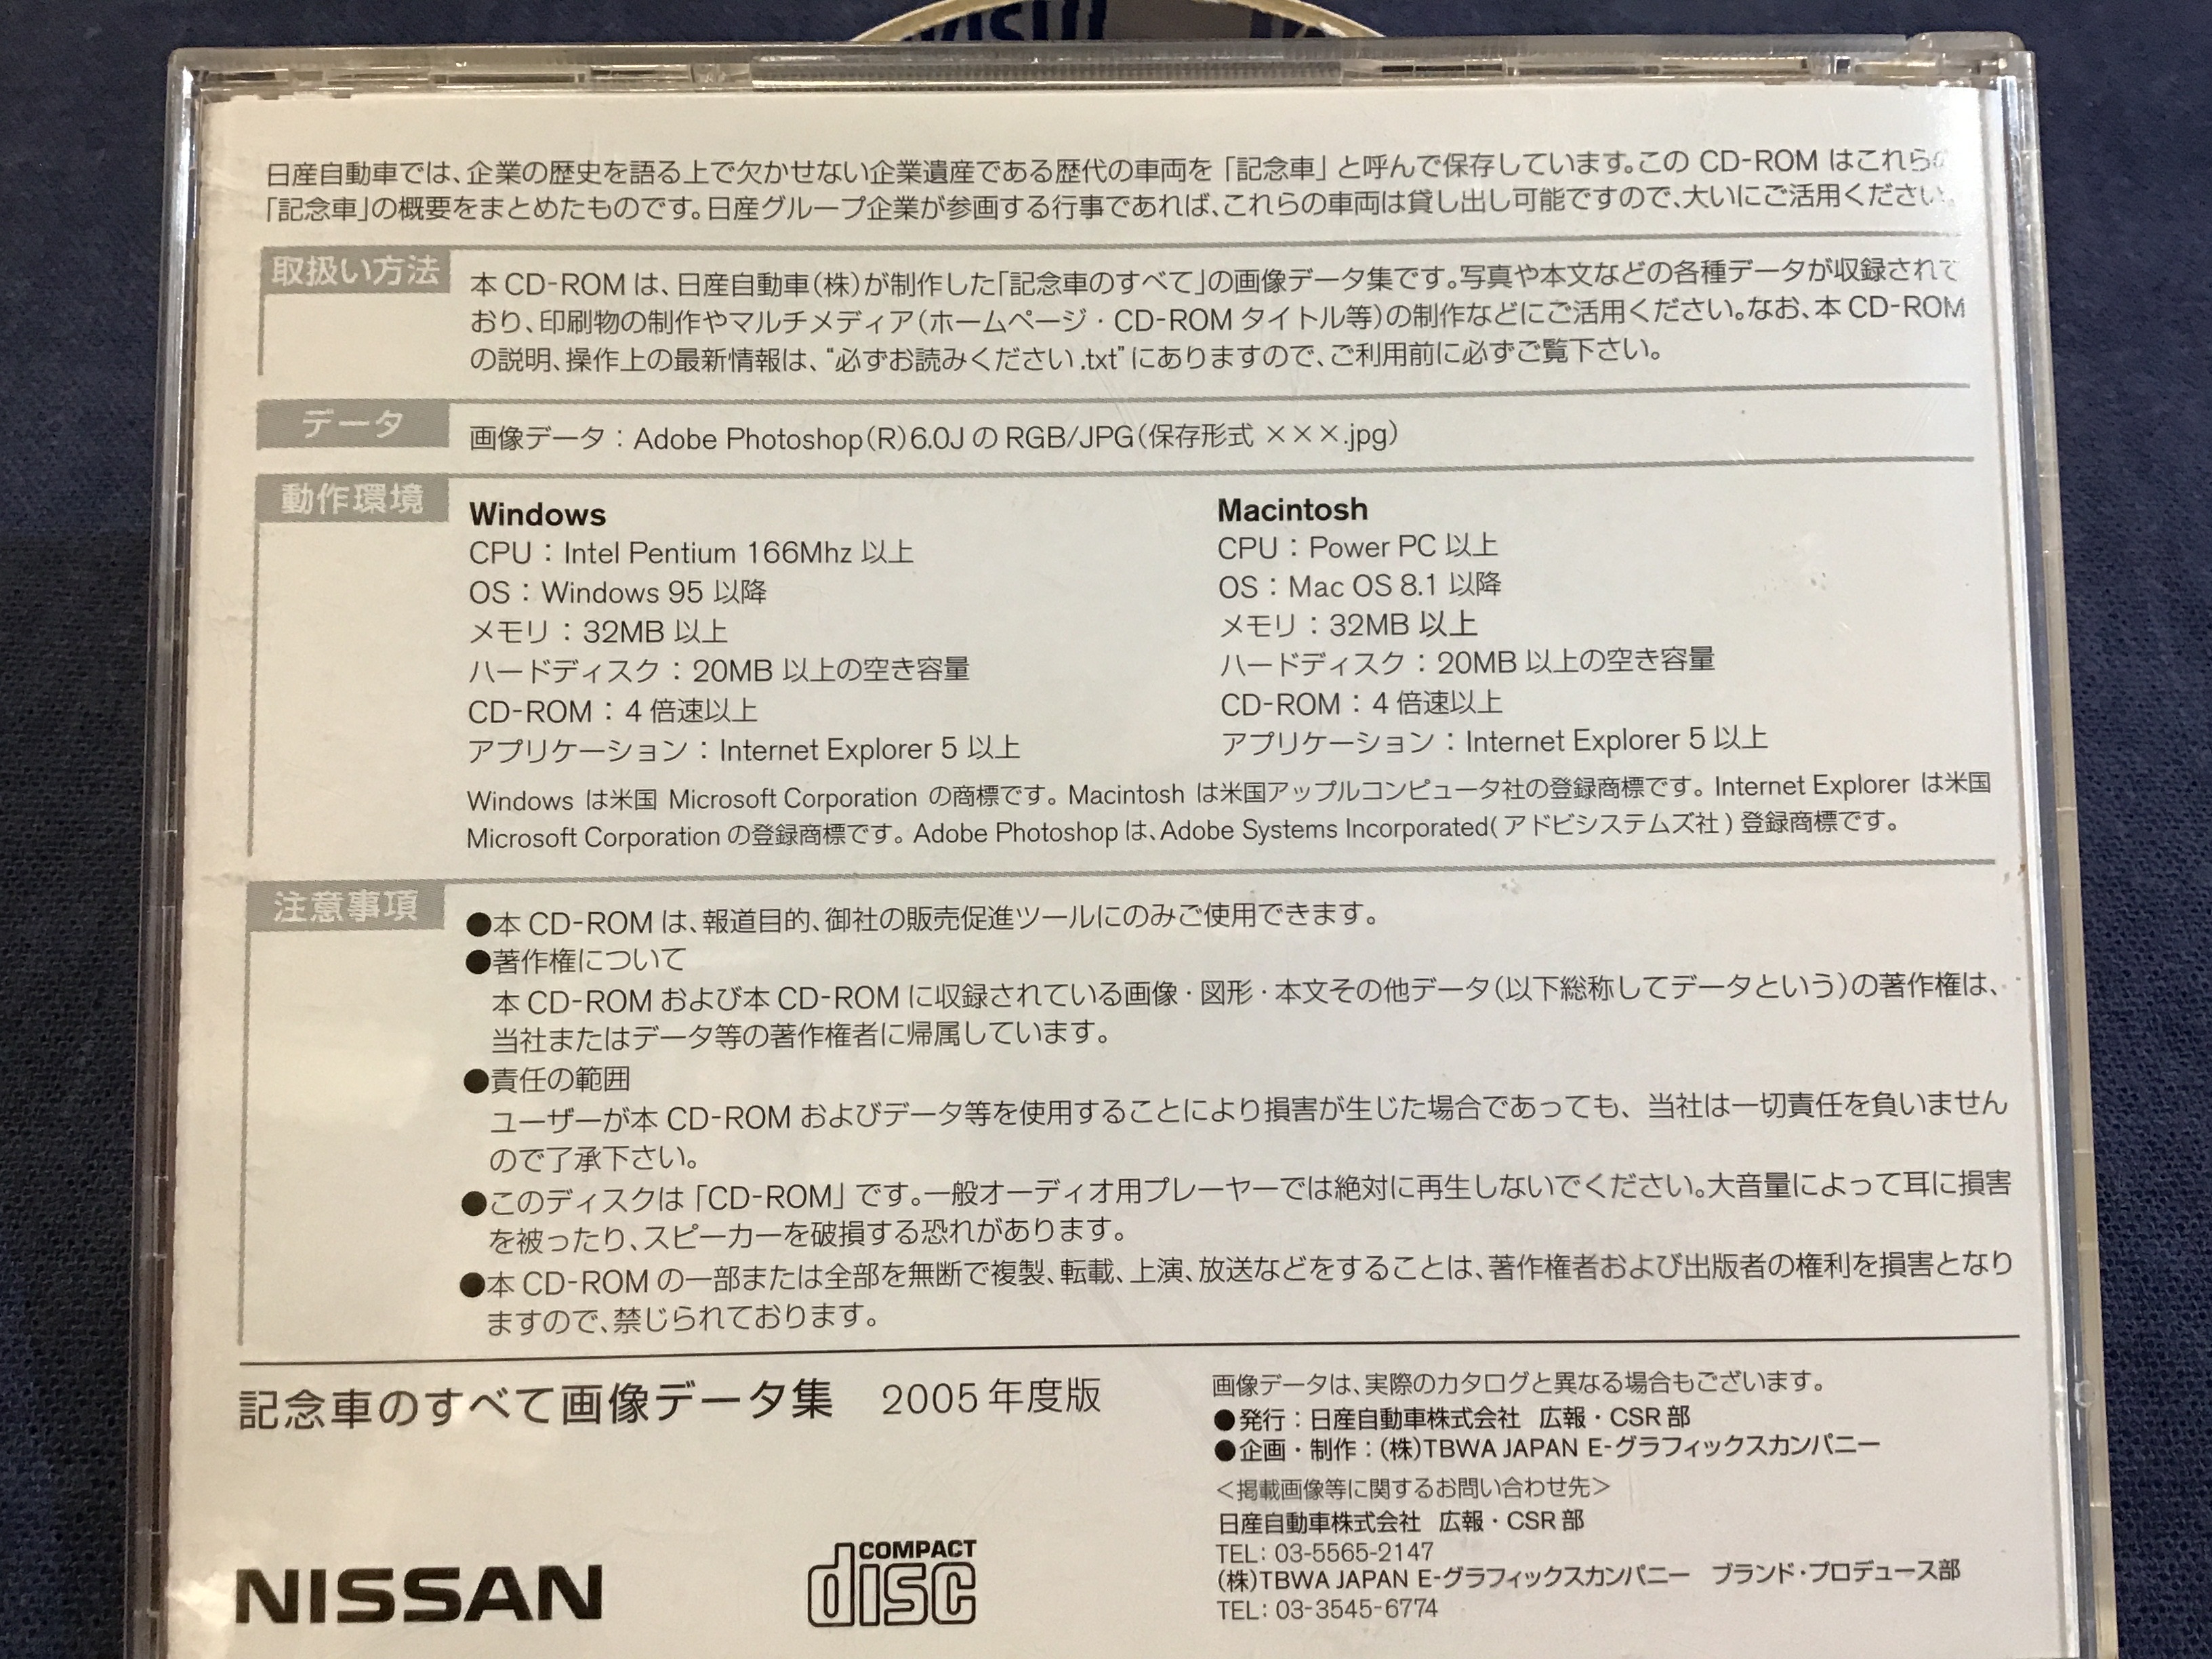 日産自動車では、企業の歴史を語る上で欠かせない企業遺産である歴代の車両を「記念車」と呼んで保存しています。この CD-ROM はこれらの
「記念車」の概要をまとめたものです。日産グループ企業が参画する行事であれば、これらの車両は貸し出し可能ですので、大いにご活用ください。
取扱い方法
本 CD-ROM は、日産自動車(株)が制作した「記念車のすべて」の画像データ集です。写真や本文などの各種データが収録されて
おり、印刷物の制作やマルチメディア(ホームページ・CD-ROM タイトル等)の制作などにご活用ください。なお、本 CD-ROM
の説明、操作上の最新情報は、“必ずお読みください.txt”にありますので、ご利用前に必ずご覧下さい。
データ
画像データ：Adobe Photoshop(R)6.0J の RGB/JPG(保存形式 ×××.jpg)
動作環境
Windows
CPU：Intel Pentium 166Mhz 以上
OS：Windows 95 以降
メモリ：32MB 以上
ハードディスク：20MB 以上の空き容量
CD-ROM：4 倍速以上
アプリケーション：Internet Explorer 5 以上
Macintosh
CPU：Power PC 以上
OS：Mac OS 8.1 以降
メモリ：32MB 以上
ハードディスク：20MB 以上の空き容量
CD-ROM：4 倍速以上
アプリケーション：Internet Explorer 5 以上
Windows は米国 Microsoft Corporation の商標です。Macintosh は米国アップルコンピュータ社の登録商標です。Internet Explorer は米国
Microsoft Corporation の登録商標です。Adobe Photoshop は、Adobe Systems Incorporated(アドビシステムズ社)登録商標です。
注意事項
●本 CD-ROM は、報道目的、御社の販売促進ツールにのみご使用できます。
●著作権について
本 CD-ROM および本 CD-ROM に収録されている画像・図形・本文その他データ(以下総称してデータという)の著作権は、
当社またはデータ等の著作権者に帰属しています。
●責任の範囲
ユーザーが本 CD-ROM およびデータ等を使用することにより損害が生じた場合であっても、当社は一切責任を負いません
ので了承下さい。
●このディスクは「CD-ROM」です。一般オーディオ用プレーヤーでは絶対に再生しないでください。大音量によって耳に損害
を被ったり、スピーカーを破損する恐れがあります。
●本 CD-ROM の一部または全部を無断で複製、転載、上演、放送などをすることは、著作権者および出版者の権利を損害となり
ますので、禁じられております。
記念車のすべて画像データ集 2005 年度版
画像データは、実際のカタログと異なる場合もございます。
●発行：日産自動車株式会社 広報・CSR 部
●企画・制作：(株)TBWA JAPAN E-グラフィックスカンパニー
＜掲載画像等に関するお問い合わせ先＞
日産自動車株式会社 広報・CSR 部
TEL: 03-5565-2147
(株)TBWA JAPAN E-グラフィックスカンパニー ブランド・プロデュース部
TEL: 03-3545-6774
NISSAN
COMPACT
disc